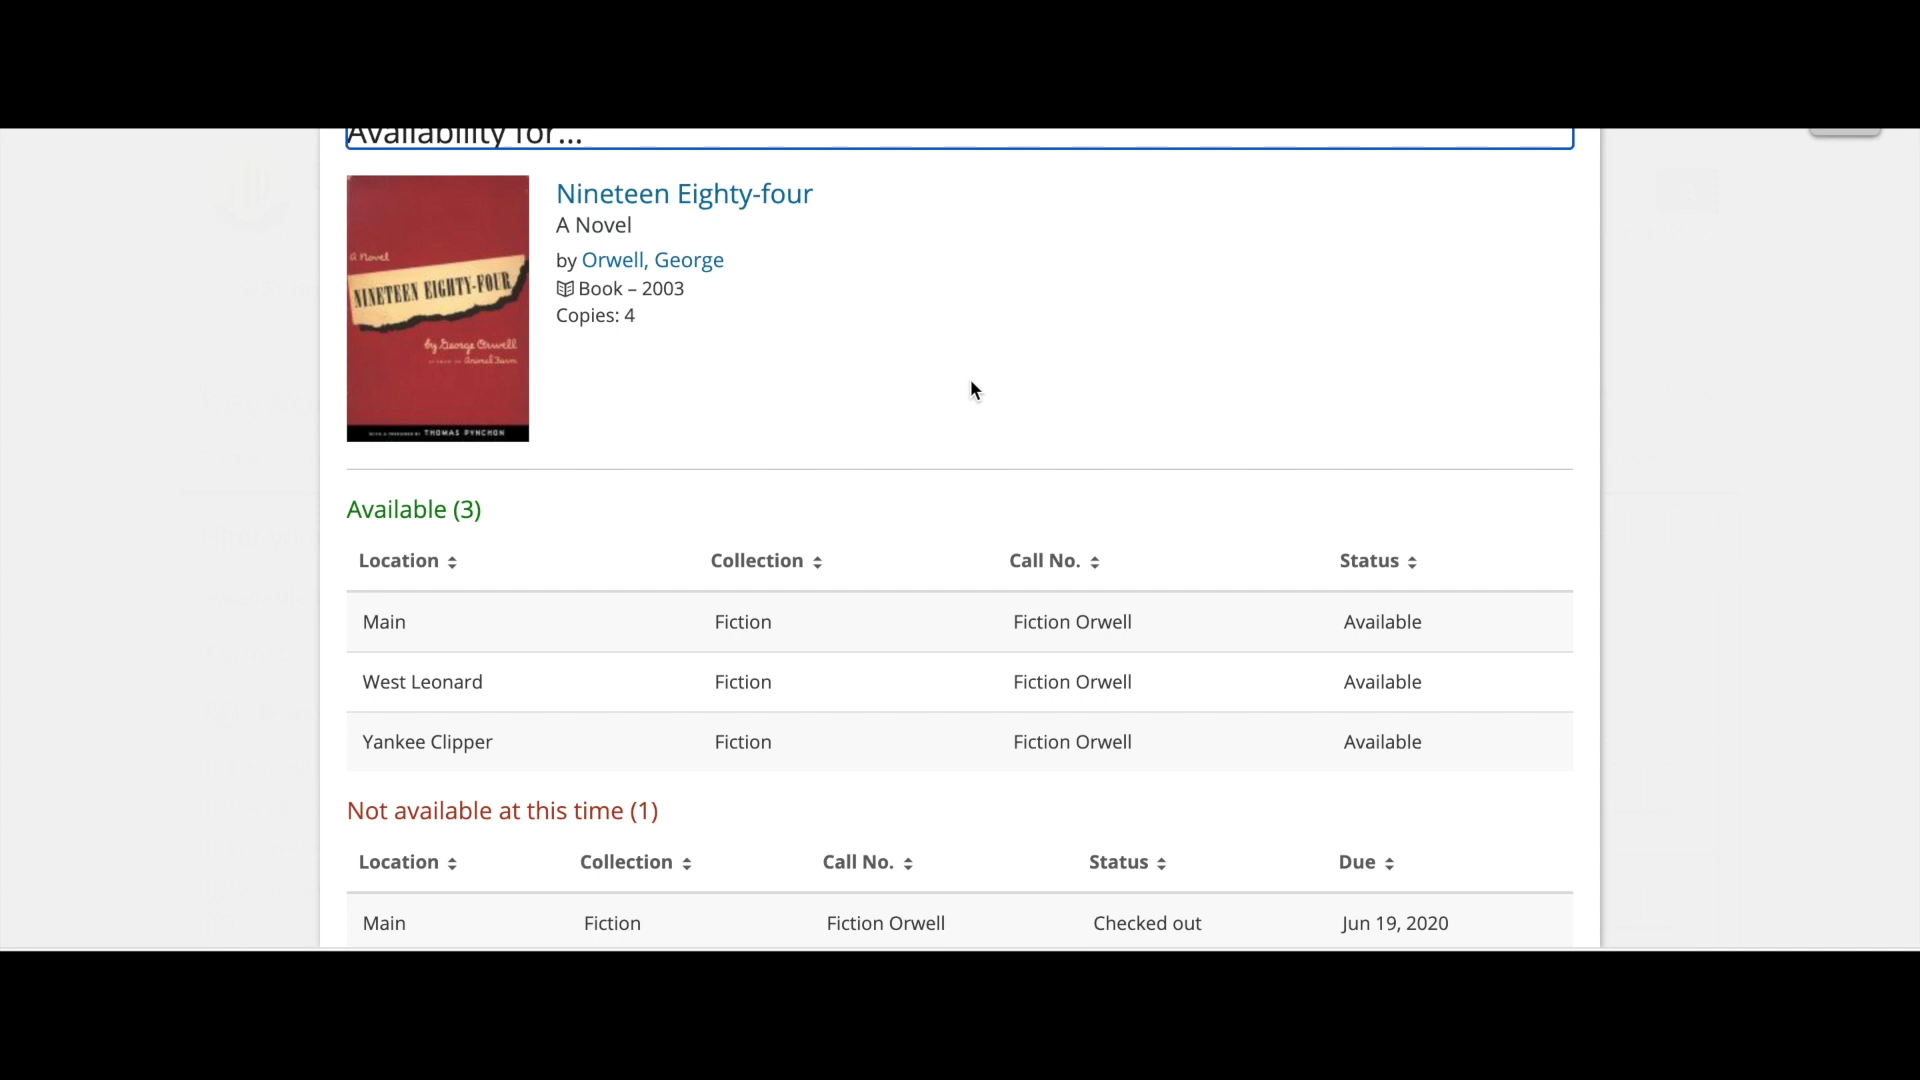 Availability for...
Nineteen Eighty-four
A Novel
by Orwell, George
Book – 2003
Copies: 4
a Novel
NINETEEN EIGHTY-FOUR
by George Orwell
Animal Farm
THOMAS PYNCHON
Available (3)
Location Collection Call No. Status
Main Fiction Fiction Orwell Available
West Leonard Fiction Fiction Orwell Available
Yankee Clipper Fiction Fiction Orwell Available
Not available at this time (1)
Location Collection Call No. Status Due
Main Fiction Fiction Orwell Checked out Jun 19, 2020